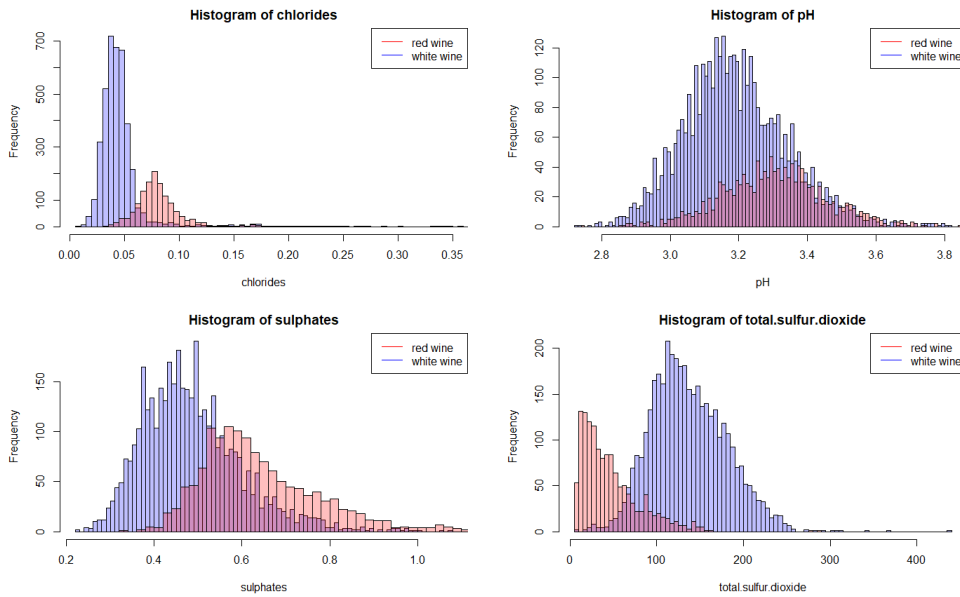 Histogram of chlorides
red wine
white wine
Frequency
0 100 300 500 700
0.00 0.05 0.10 0.15 0.20 0.25 0.30 0.35
chlorides
Histogram of pH
red wine
white wine
Frequency
0 20 40 60 80 100 120
2.8 3.0 3.2 3.4 3.6 3.8
pH
Histogram of sulphates
red wine
white wine
Frequency
0 50 100 150
0.2 0.4 0.6 0.8 1.0
sulphates
Histogram of total.sulfur.dioxide
red wine
white wine
Frequency
0 50 100 150 200
0 100 200 300 400
total.sulfur.dioxide